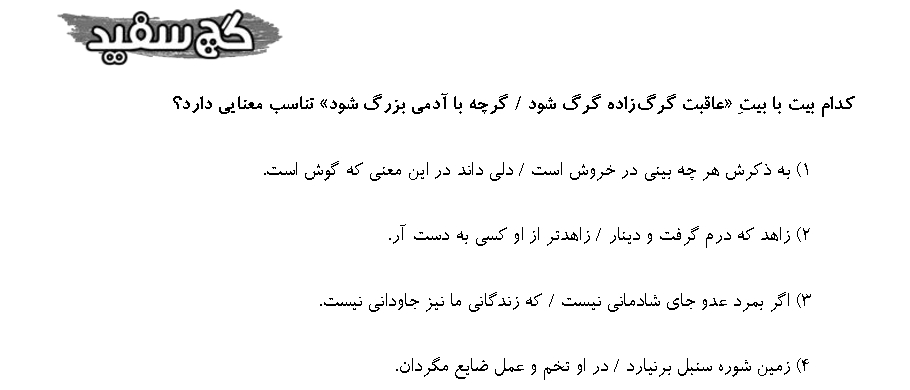 گچ سفید
کدام بیت با بیتِ «عاقبت گرگ‌زاده گرگ شود / گرچه با آدمی بزرگ شود» تناسب معنایی دارد؟
۱) به ذکرش هر چه بینی در خروش است / دلی داند در این معنی که گوش است.
۲) زاهد که درم گرفت و دینار / زاهدتر از او کسی به دست آر.
۳) اگر بمرد عدو جای شادمانی نیست / که زندگانی ما نیز جاودانی نیست.
۴) زمین شوره سنبل برنیارد / در او تخم و عمل ضایع مگردان.